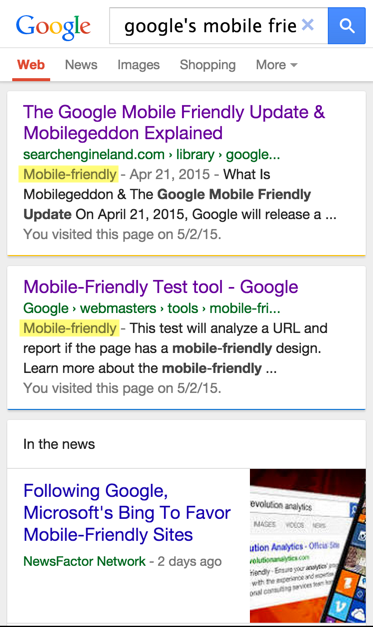 Google google's mobile frie ×
Web News Images Shopping More
The Google Mobile Friendly Update &
Mobilegeddon Explained
searchengineland.com › library › google...
Mobile-friendly - Apr 21, 2015 - What Is
Mobilegeddon & The Google Mobile Friendly
Update On April 21, 2015, Google will release a ...
You visited this page on 5/2/15.
Mobile-Friendly Test tool - Google
Google › webmasters › tools › mobile-fri...
Mobile-friendly - This test will analyze a URL and
report if the page has a mobile-friendly design.
Learn more about the mobile-friendly ...
You visited this page on 5/2/15.
In the news
Following Google,
Microsoft's Bing To Favor
Mobile-Friendly Sites
NewsFactor Network - 2 days ago
evolution analytics
IMAGES VIDEOS NEWS
ution Analytics - Official Site
evolutionanalytics.com
friendly - Ensure your analytics
with the experience and